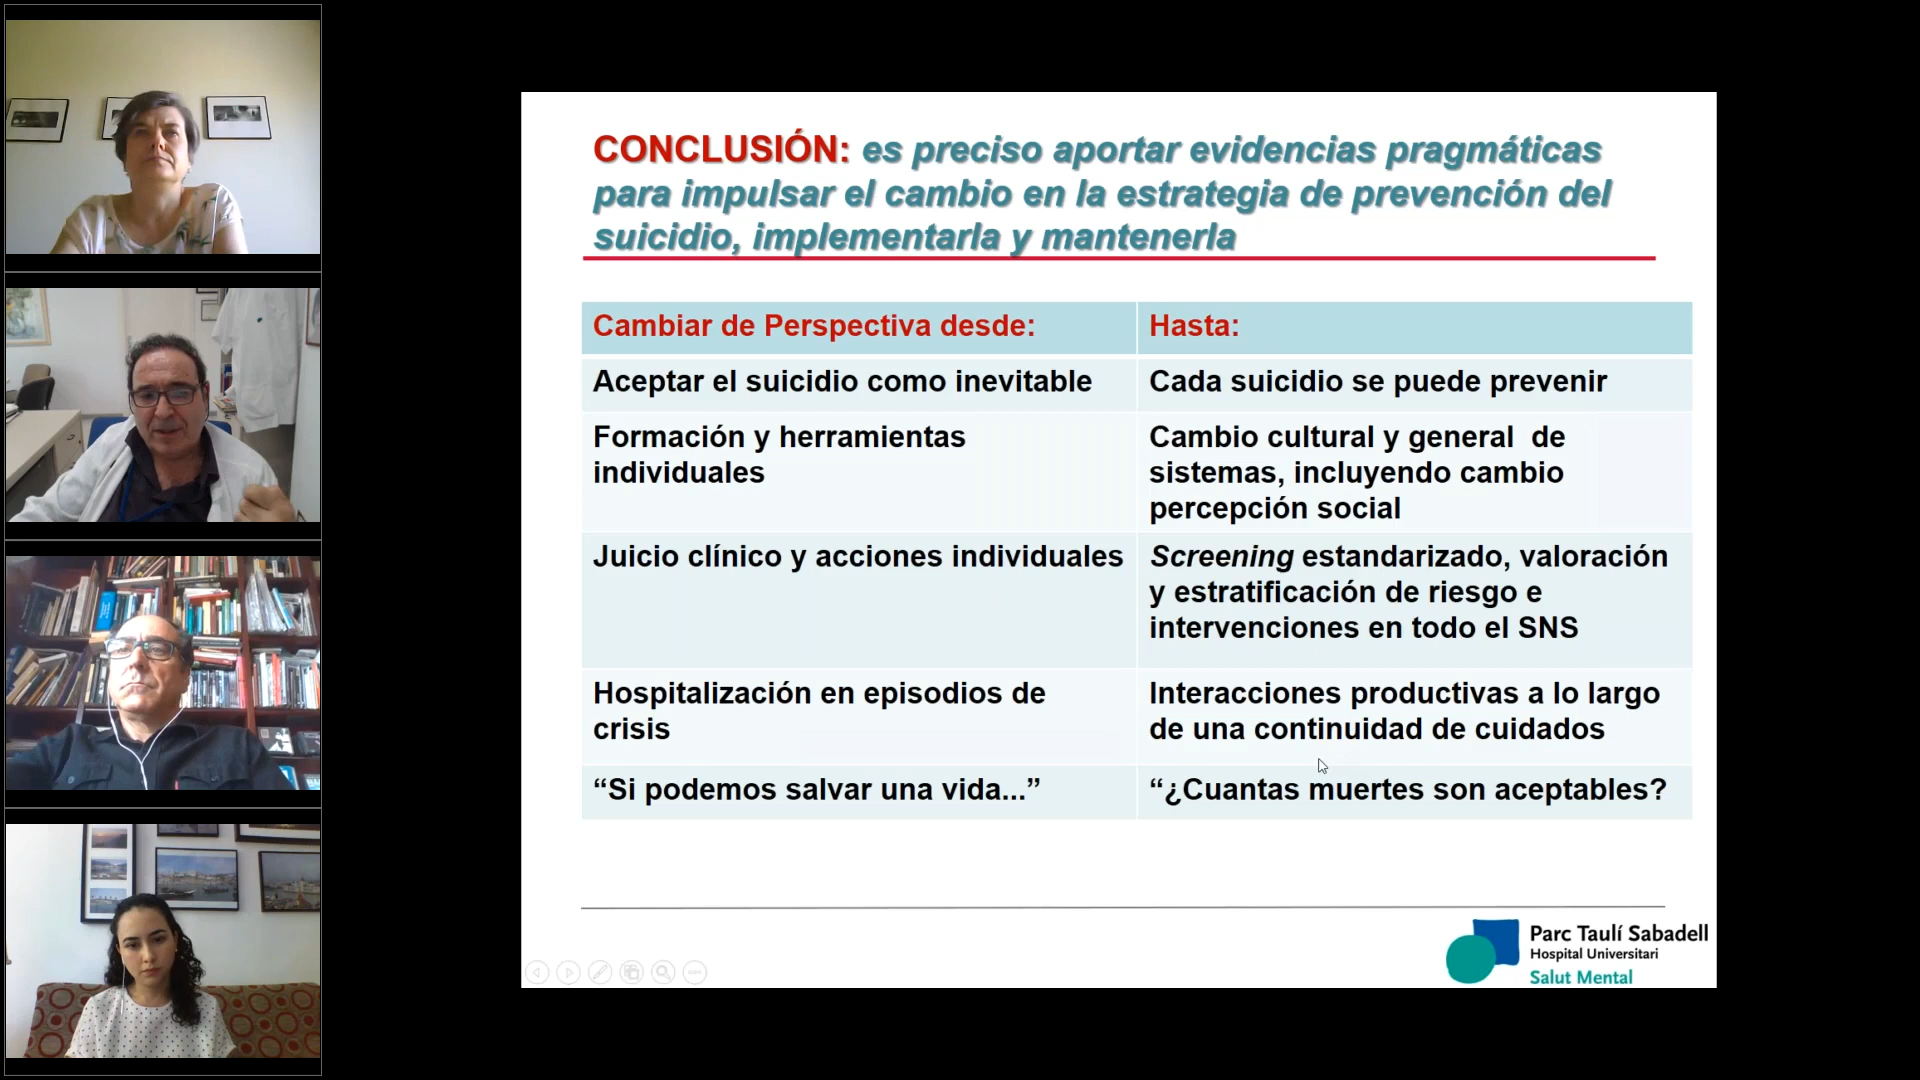 CONCLUSIÓN: es preciso aportar evidencias pragmáticas
para impulsar el cambio en la estrategia de prevención del
suicidio, implementarla y mantenerla
Cambiar de Perspectiva desde:
Hasta:
Aceptar el suicidio como inevitable
Cada suicidio se puede prevenir
Formación y herramientas
individuales
Cambio cultural y general de
sistemas, incluyendo cambio
percepción social
Juicio clínico y acciones individuales
Screening estandarizado, valoración
y estratificación de riesgo e
intervenciones en todo el SNS
Hospitalización en episodios de
crisis
Interacciones productivas a lo largo
de una continuidad de cuidados
“Si podemos salvar una vida...”
“¿Cuantas muertes son aceptables?
Parc Taulí Sabadell
Hospital Universitari
Salut Mental